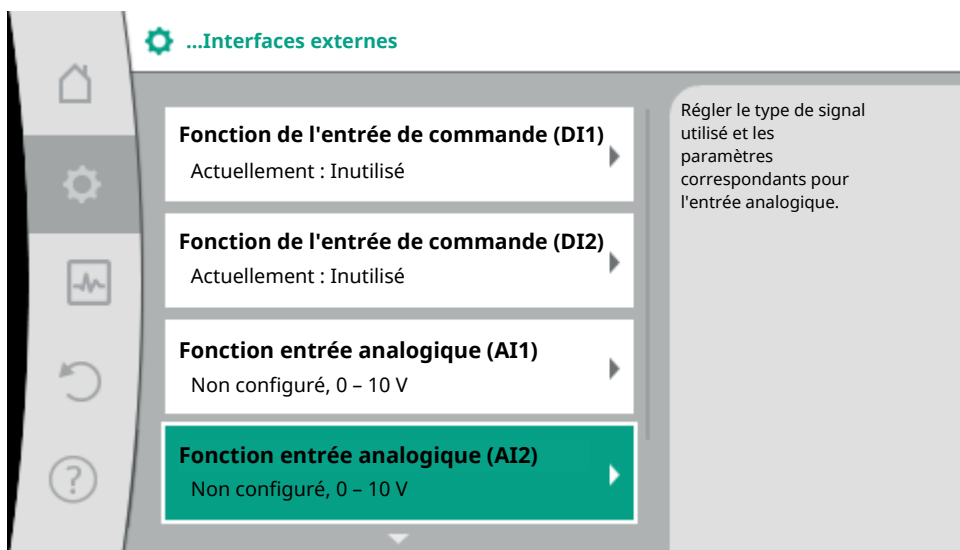 ...Interfaces externes
Fonction de l'entrée de commande (DI1)
Actuellement : Inutilisé
Fonction de l'entrée de commande (DI2)
Actuellement : Inutilisé
Fonction entrée analogique (AI1)
Non configuré, 0 – 10 V
Fonction entrée analogique (AI2)
Non configuré, 0 – 10 V
Régler le type de signal
utilisé et les
paramètres
correspondants pour
l'entrée analogique.